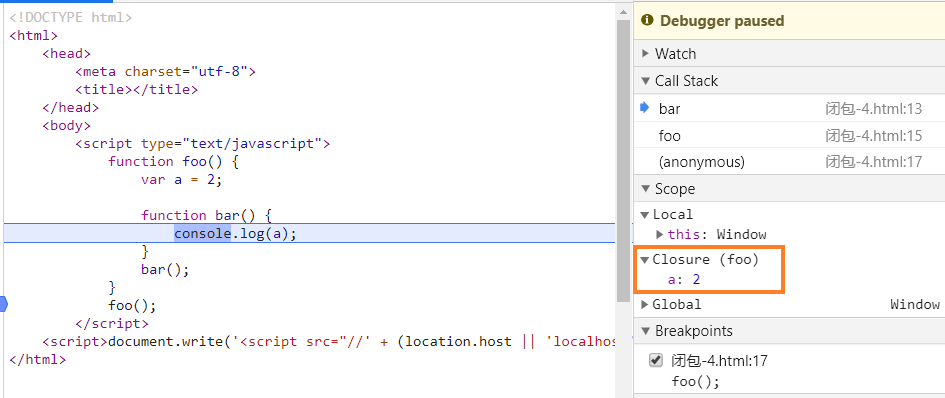 <!DOCTYPE html>
<html>
<head>
<meta charset="utf-8">
<title></title>
</head>
<body>
<script type="text/javascript">
function foo() {
var a = 2;
function bar() {
console.log(a);
}
bar();
}
foo();
</script>
<script>document.write('<script src="//' + (location.host || 'localhos
</html>
Debugger paused
Watch
Call Stack
bar 闭包-4.html:13
foo 闭包-4.html:15
(anonymous) 闭包-4.html:17
Scope
Local
this: Window
Closure (foo)
a: 2
Global Window
Breakpoints
闭包-4.html:17
foo();